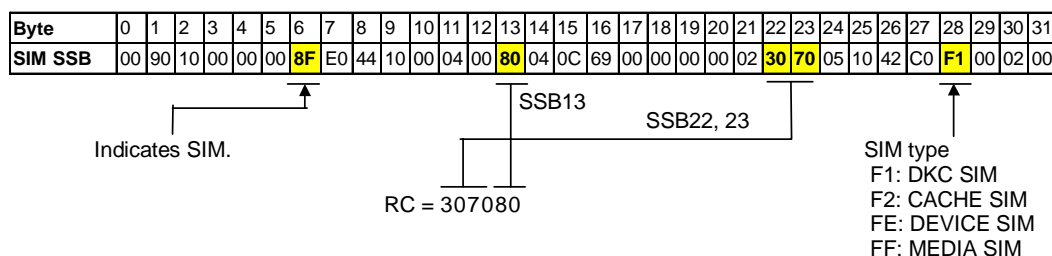 Byte 0 1 2 3 4 5 6 7 8 9 10 11 12 13 14 15 16 17 18 19 20 21 22 23 24 25 26 27 28 29 30 31
SIM SSB 00 90 10 00 00 00 8F E0 44 10 00 04 00 80 04 0C 69 00 00 00 00 02 30 70 05 10 42 C0 F1 00 02 00
SSB13
SSB22, 23
Indicates SIM.
RC = 307080
SIM type
F1: DKC SIM
F2: CACHE SIM
FE: DEVICE SIM
FF: MEDIA SIM